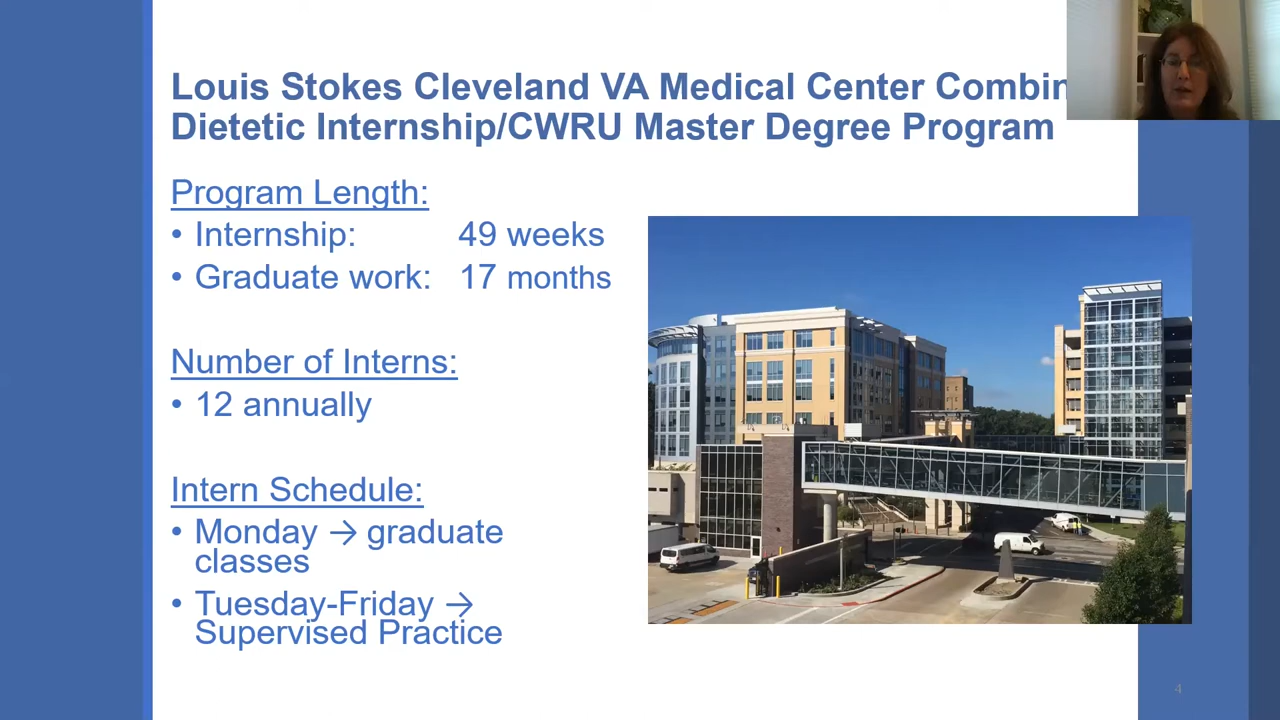 Louis Stokes Cleveland VA Medical Center Combin
Dietetic Internship/CWRU Master Degree Program
Program Length:
• Internship: 49 weeks
• Graduate work: 17 months
Number of Interns:
• 12 annually
Intern Schedule:
• Monday → graduate
classes
• Tuesday-Friday →
Supervised Practice
4